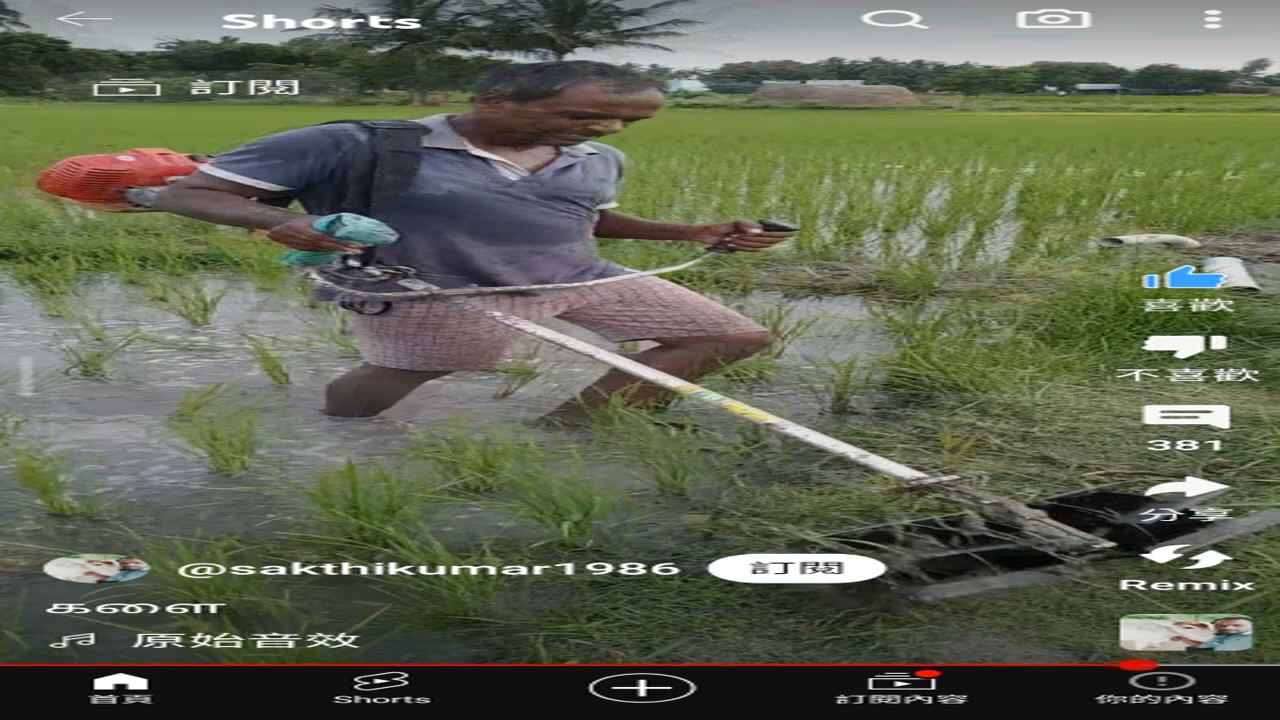 Shorts
訂閱
喜歡
不喜歡
381
分享
Remix
@sakthikumar1986 訂閱
களை
原始音效
首頁 Shorts 訂閱內容 你的內容